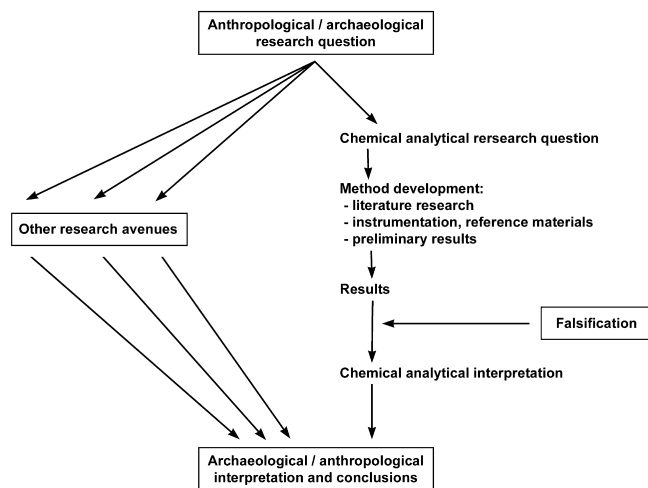 Anthropological / archaeological
research question
Chemical analytical rersearch question
Method development:
- literature research
- instrumentation, reference materials
- preliminary results
Other research avenues
Results
Falsification
Chemical analytical interpretation
Archaeological / anthropological
interpretation and conclusions